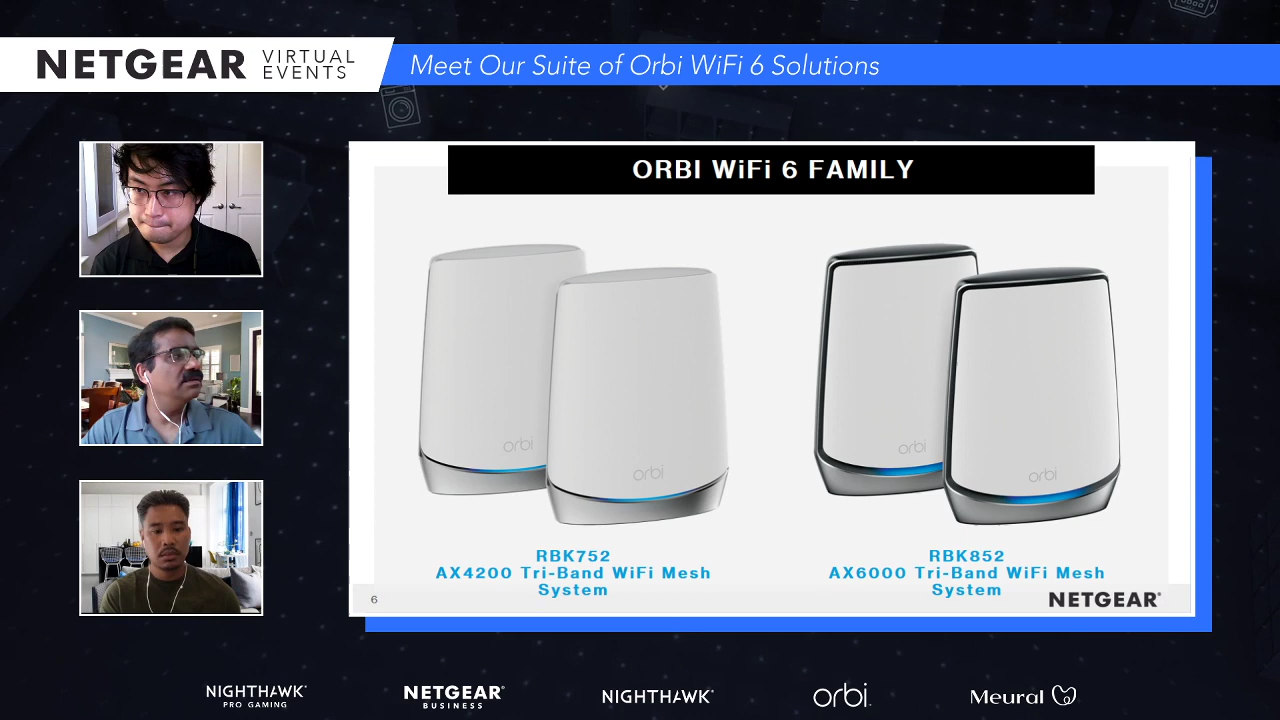 NETGEAR VIRTUAL EVENTS
Meet Our Suite of Orbi WiFi 6 Solutions
ORBI WiFi 6 FAMILY
orbi
orbi
orbi
orbi
RBK752
AX4200 Tri-Band WiFi Mesh
System
RBK852
AX6000 Tri-Band WiFi Mesh
System
6
NETGEAR®
NIGHTHAWK®
PRO GAMING
NETGEAR®
BUSINESS
NIGHTHAWK®
orbi™
Meural